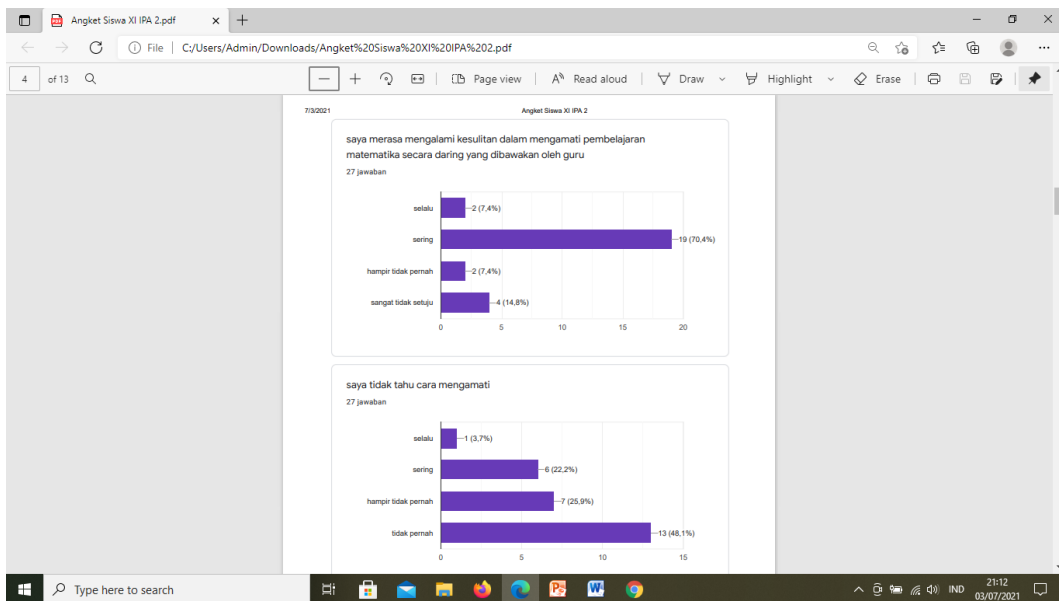 Angket Siswa XI IPA 2.pdf
File | C:/Users/Admin/Downloads/Angket%20Siswa%20XI%20IPA%202.pdf
4 of 13 Page view Read aloud Draw Highlight Erase
7/3/2021 Angket Siswa XI IPA 2
saya merasa mengalami kesulitan dalam mengamati pembelajaran
matematika secara daring yang dibawakan oleh guru
27 jawaban
selalu 2 (7,4%)
sering 19 (70,4%)
hampir tidak pernah 2 (7,4%)
sangat tidak setuju 4 (14,8%)
0 5 10 15 20
saya tidak tahu cara mengamati
27 jawaban
selalu 1 (3,7%)
sering 6 (22,2%)
hampir tidak pernah 7 (25,9%)
tidak pernah 13 (48,1%)
0 5 10 15
Type here to search
IND
21:12
03/07/2021